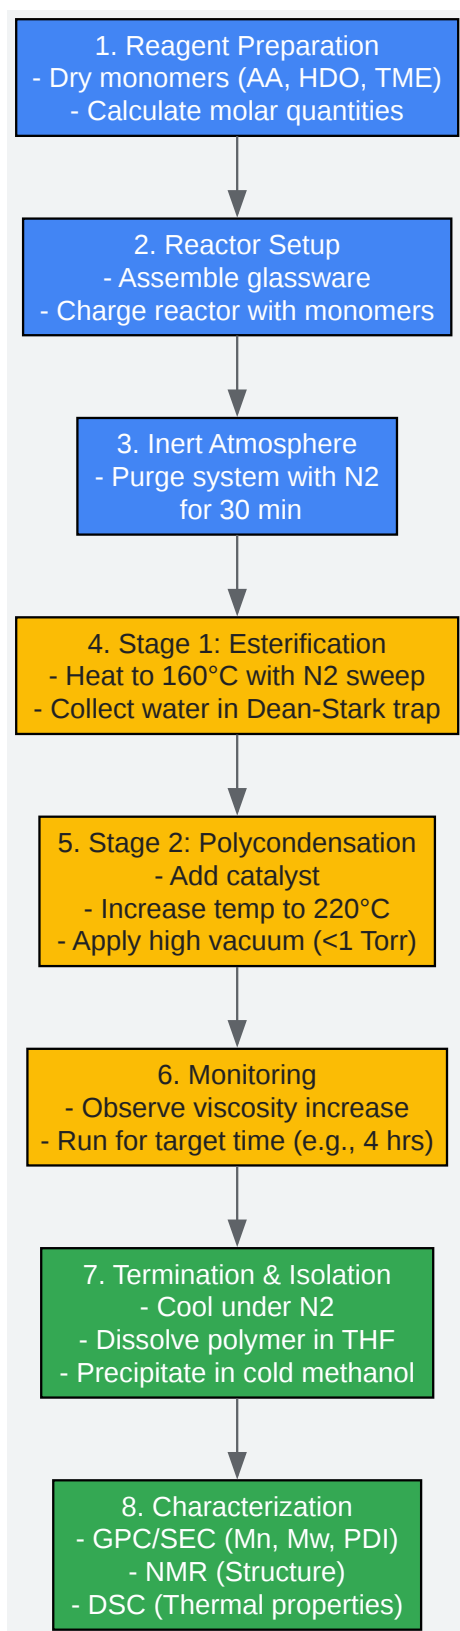 1. Reagent Preparation
- Dry monomers (AA, HDO, TME)
- Calculate molar quantities
2. Reactor Setup
- Assemble glassware
- Charge reactor with monomers
3. Inert Atmosphere
- Purge system with N2
for 30 min
4. Stage 1: Esterification
- Heat to 160°C with N2 sweep
- Collect water in Dean-Stark trap
5. Stage 2: Polycondensation
- Add catalyst
- Increase temp to 220°C
- Apply high vacuum (<1 Torr)
6. Monitoring
- Observe viscosity increase
- Run for target time (e.g., 4 hrs)
7. Termination & Isolation
- Cool under N2
- Dissolve polymer in THF
- Precipitate in cold methanol
8. Characterization
- GPC/SEC (Mn, Mw, PDI)
- NMR (Structure)
- DSC (Thermal properties)